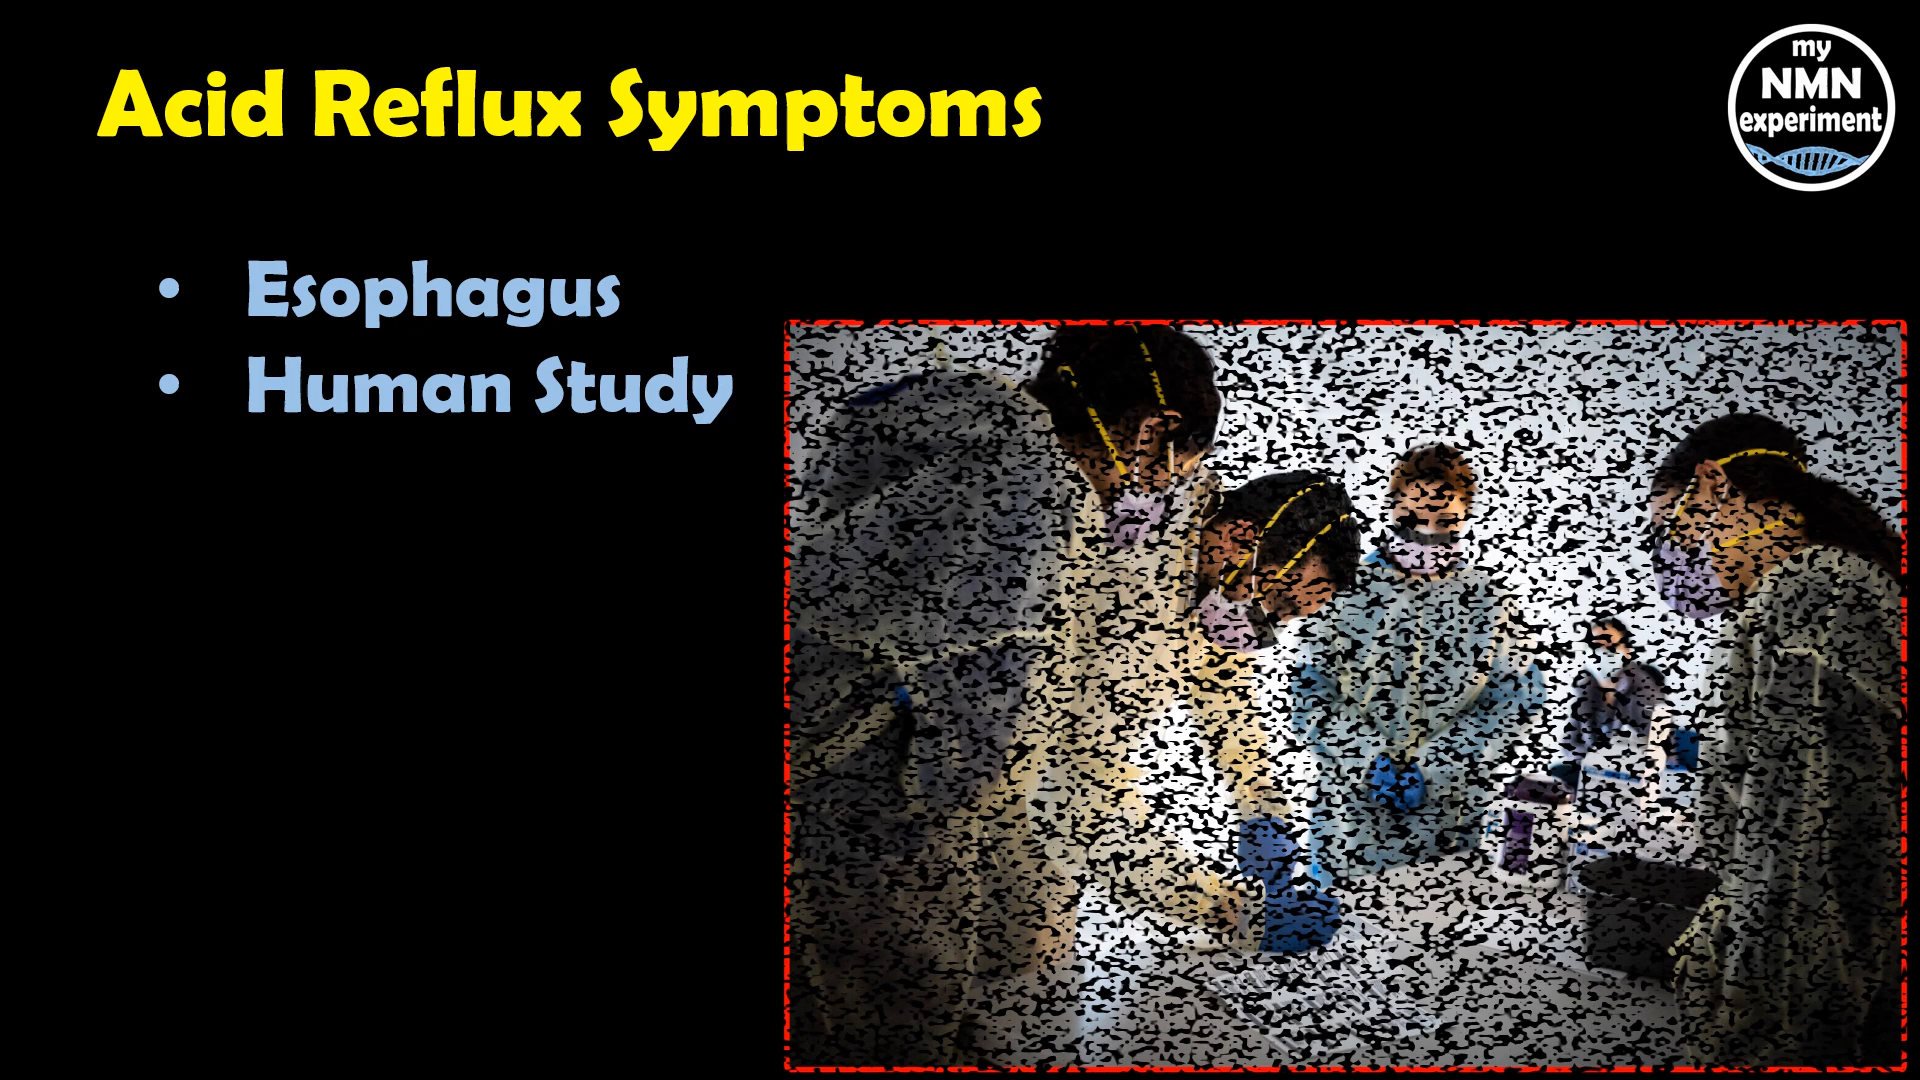 Acid Reflux Symptoms
my
NMN
experiment
• Esophagus
• Human Study